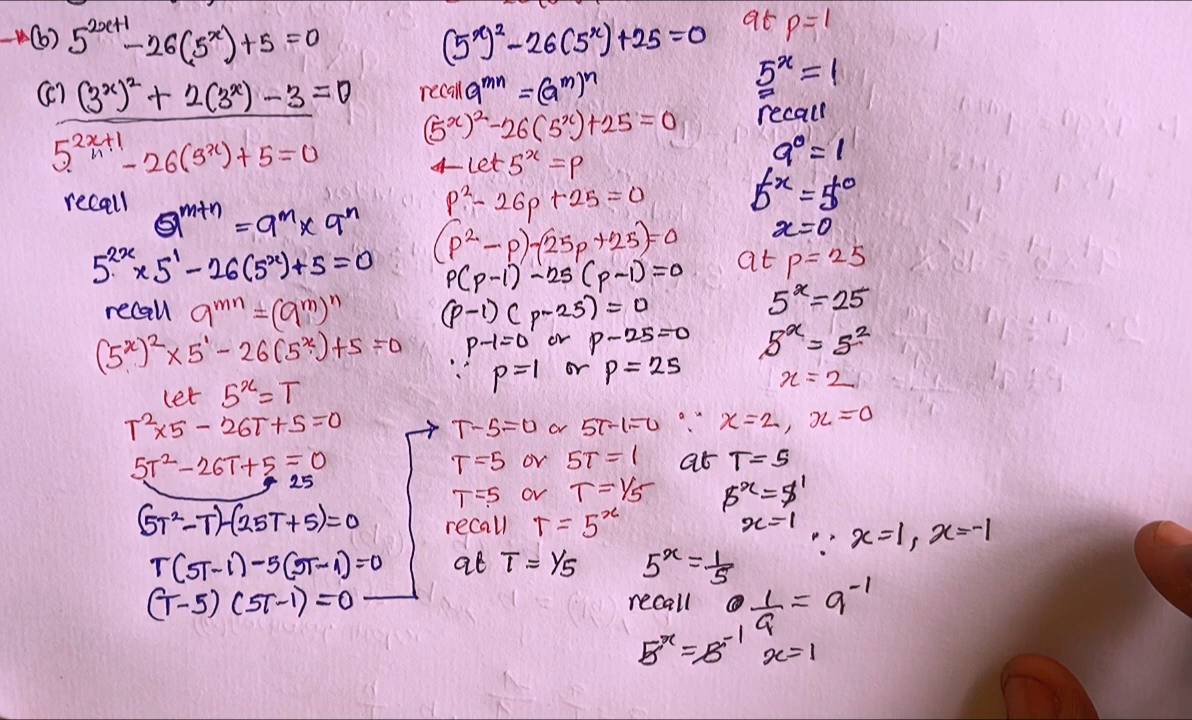 (b) 5^{2x+1} - 26(5^x) + 5 = 0
(c) (3^x)^2 + 2(3^x) - 3 = 0
5^{2x+1} - 26(5^x) + 5 = 0
recall
a^{m+n} = a^m × a^n
5^{2x} × 5^1 - 26(5^x) + 5 = 0
recall a^{mn} = (a^m)^n
(5^x)^2 × 5^1 - 26(5^x) + 5 = 0
let 5^x = T
T^2 × 5 - 26T + 5 = 0
5T^2 - 26T + 5 = 0
25
(5T^2 - T) - (25T + 5) = 0
T(5T - 1) - 5(5T - 1) = 0
(T - 5) (5T - 1) = 0
(5^x)^2 - 26(5^x) + 25 = 0
recall a^{mn} = (a^m)^n
(5^x)^2 - 26(5^x) + 25 = 0
Let 5^x = p
p^2 - 26p + 25 = 0
(p^2 - p) - (25p + 25) = 0
p(p - 1) - 25(p - 1) = 0
(p - 1) (p - 25) = 0
p - 1 = 0 or p - 25 = 0
∵ p = 1 or p = 25
at p = 1
5^x = 1
recall
a^0 = 1
5^x = 5^0
x = 0
at p = 25
5^x = 25
5^x = 5^2
x = 2
∵ x = 2, x = 0
T - 5 = 0 or 5T - 1 = 0
T = 5 or 5T = 1
T = 5 or T = 1/5
recall T = 5^x
at T = 1/5
at T = 5
5^x = 5^1
x = 1
5^x = 1/5
recall 1/a = a^{-1}
5^x = 5^{-1} x = 1
∵ x = 1, x = -1